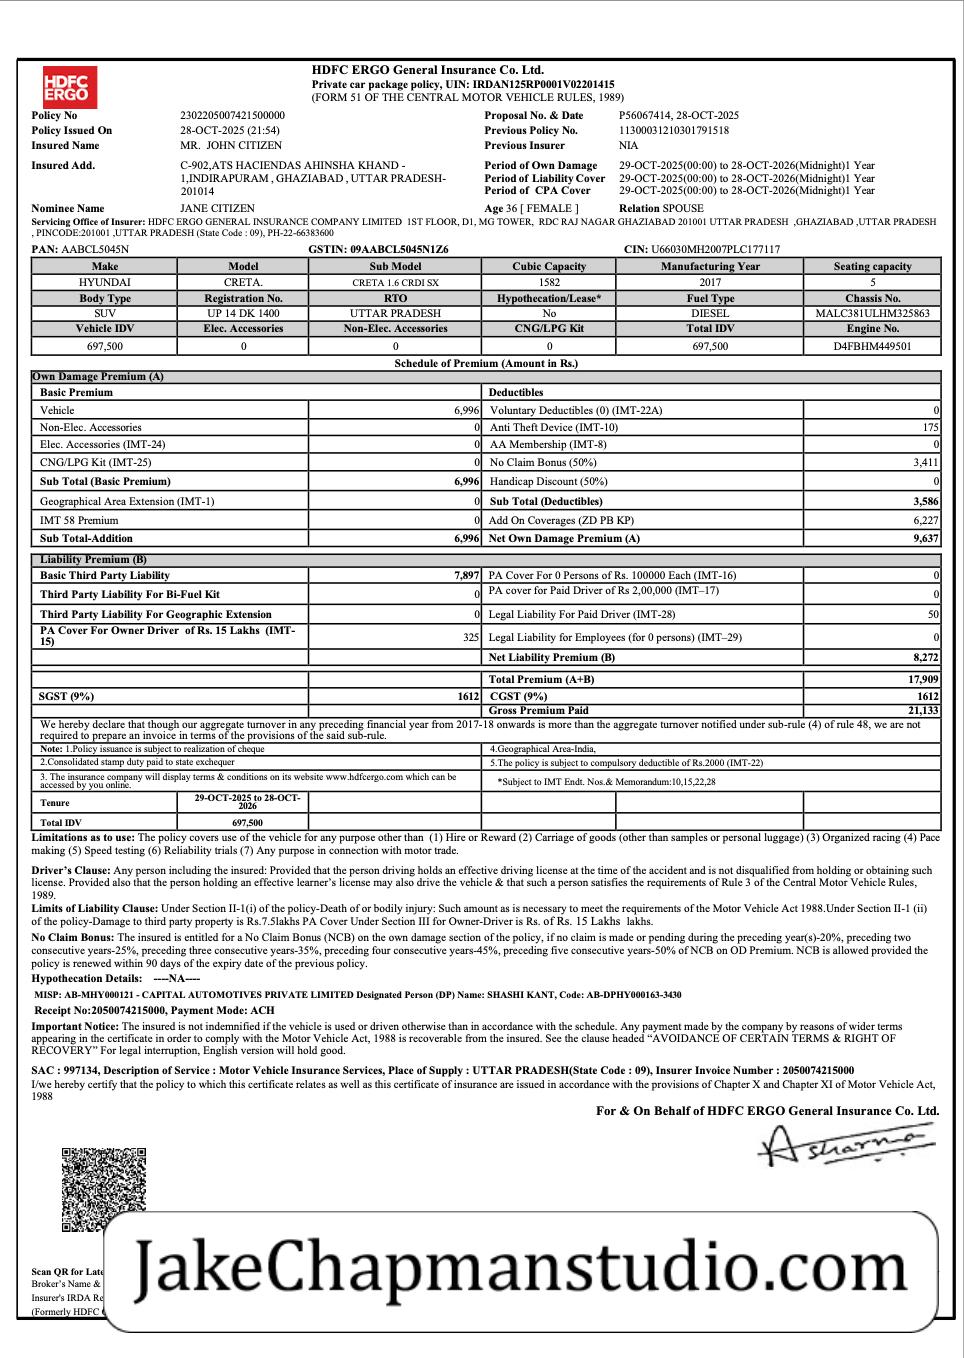 HDFC
ERGO
HDFC ERGO General Insurance Co. Ltd.
Private car package policy, UIN: IRDAN125RP0001V02201415
(FORM 51 OF THE CENTRAL MOTOR VEHICLE RULES, 1989)
Policy No 2302205007421500000 Proposal No. & Date P56067414, 28-OCT-2025
Policy Issued On 28-OCT-2025 (21:54) Previous Policy No. 11300031210301791518
Insured Name MR. JOHN CITIZEN Previous Insurer NIA
Insured Add. C-902,ATS HACIENDAS AHINSHA KHAND - Period of Own Damage 29-OCT-2025(00:00) to 28-OCT-2026(Midnight)1 Year
1,INDIRAPURAM , GHAZIABAD , UTTAR PRADESH- Period of Liability Cover 29-OCT-2025(00:00) to 28-OCT-2026(Midnight)1 Year
201014 Period of CPA Cover 29-OCT-2025(00:00) to 28-OCT-2026(Midnight)1 Year
Nominee Name JANE CITIZEN Age 36 [ FEMALE ] Relation SPOUSE
Servicing Office of Insurer: HDFC ERGO GENERAL INSURANCE COMPANY LIMITED 1ST FLOOR, D1, MG TOWER, RDC RAJ NAGAR GHAZIABAD 201001 UTTAR PRADESH ,GHAZIABAD ,UTTAR PRADESH
, PINCODE:201001 ,UTTAR PRADESH (State Code : 09), PH-22-66383600
PAN: AABCL5045N GSTIN: 09AABCL5045N1Z6 CIN: U66030MH2007PLC177117
Make Model Sub Model Cubic Capacity Manufacturing Year Seating capacity
HYUNDAI CRETA. CRETA 1.6 CRDI SX 1582 2017 5
Body Type Registration No. RTO Hypothecation/Lease* Fuel Type Chassis No.
SUV UP 14 DK 1400 UTTAR PRADESH No DIESEL MALC381ULHM325863
Vehicle IDV Elec. Accessories Non-Elec. Accessories CNG/LPG Kit Total IDV Engine No.
697,500 0 0 0 697,500 D4FBHM449501
Schedule of Premium (Amount in Rs.)
Own Damage Premium (A)
Basic Premium Deductibles
Vehicle 6,996 Voluntary Deductibles (0) (IMT-22A) 0
Non-Elec. Accessories 0 Anti Theft Device (IMT-10) 175
Elec. Accessories (IMT-24) 0 AA Membership (IMT-8) 0
CNG/LPG Kit (IMT-25) 0 No Claim Bonus (50%) 3,411
Sub Total (Basic Premium) 6,996 Handicap Discount (50%) 0
Geographical Area Extension (IMT-1) 0 Sub Total (Deductibles) 3,586
IMT 58 Premium 0 Add On Coverages (ZD PB KP) 6,227
Sub Total-Addition 6,996 Net Own Damage Premium (A) 9,637
Liability Premium (B)
Basic Third Party Liability 7,897 PA Cover For 0 Persons of Rs. 100000 Each (IMT-16) 0
Third Party Liability For Bi-Fuel Kit 0 PA cover for Paid Driver of Rs 2,00,000 (IMT–17) 0
Third Party Liability For Geographic Extension 0 Legal Liability For Paid Driver (IMT-28) 50
PA Cover For Owner Driver of Rs. 15 Lakhs (IMT-
15) 325 Legal Liability for Employees (for 0 persons) (IMT–29) 0
Net Liability Premium (B) 8,272
Total Premium (A+B) 17,909
SGST (9%) 1612 CGST (9%) 1612
Gross Premium Paid 21,133
We hereby declare that though our aggregate turnover in any preceding financial year from 2017-18 onwards is more than the aggregate turnover notified under sub-rule (4) of rule 48, we are not
required to prepare an invoice in terms of the provisions of the said sub-rule.
Note: 1.Policy issuance is subject to realization of cheque 4.Geographical Area-India,
2.Consolidated stamp duty paid to state exchequer 5.The policy is subject to compulsory deductible of Rs.2000 (IMT-22)
3. The insurance company will display terms & conditions on its website www.hdfcergo.com which can be
accessed by you online. *Subject to IMT Endt. Nos.& Memorandum:10,15,22,28
Tenure 29-OCT-2025 to 28-OCT-
2026
Total IDV 697,500
Limitations as to use: The policy covers use of the vehicle for any purpose other than (1) Hire or Reward (2) Carriage of goods (other than samples or personal luggage) (3) Organized racing (4) Pace
making (5) Speed testing (6) Reliability trials (7) Any purpose in connection with motor trade.
Driver's Clause: Any person including the insured: Provided that the person driving holds an effective driving license at the time of the accident and is not disqualified from holding or obtaining such
license. Provided also that the person holding an effective learner's license may also drive the vehicle & that such a person satisfies the requirements of Rule 3 of the Central Motor Vehicle Rules,
1989.
Limits of Liability Clause: Under Section II-1(i) of the policy-Death of or bodily injury: Such amount as is necessary to meet the requirements of the Motor Vehicle Act 1988.Under Section II-1 (ii)
of the policy-Damage to third party property is Rs.7.5lakhs PA Cover Under Section III for Owner-Driver is Rs. of Rs. 15 Lakhs lakhs.
No Claim Bonus: The insured is entitled for a No Claim Bonus (NCB) on the own damage section of the policy, if no claim is made or pending during the preceding year(s)-20%, preceding two
consecutive years-25%, preceding three consecutive years-35%, preceding four consecutive years-45%, preceding five consecutive years-50% of NCB on OD Premium. NCB is allowed provided the
policy is renewed within 90 days of the expiry date of the previous policy.
Hypothecation Details: ----NA----
MISP: AB-MHY000121 - CAPITAL AUTOMOTIVES PRIVATE LIMITED Designated Person (DP) Name: SHASHI KANT, Code: AB-DPHY000163-3430
Receipt No:2050074215000, Payment Mode: ACH
Important Notice: The insured is not indemnified if the vehicle is used or driven otherwise than in accordance with the schedule. Any payment made by the company by reasons of wider terms
appearing in the certificate in order to comply with the Motor Vehicle Act, 1988 is recoverable from the insured. See the clause headed “AVOIDANCE OF CERTAIN TERMS & RIGHT OF
RECOVERY” For legal interruption, English version will hold good.
SAC : 997134, Description of Service : Motor Vehicle Insurance Services, Place of Supply : UTTAR PRADESH(State Code : 09), Insurer Invoice Number : 2050074215000
I/we hereby certify that the policy to which this certificate relates as well as this certificate of insurance are issued in accordance with the provisions of Chapter X and Chapter XI of Motor Vehicle Act,
1988
For & On Behalf of HDFC ERGO General Insurance Co. Ltd.
Asharma
JakeChapmanstudio.com
Scan QR for Late
Broker's Name &
Insurer's IRDA Re
(Formerly HDFC